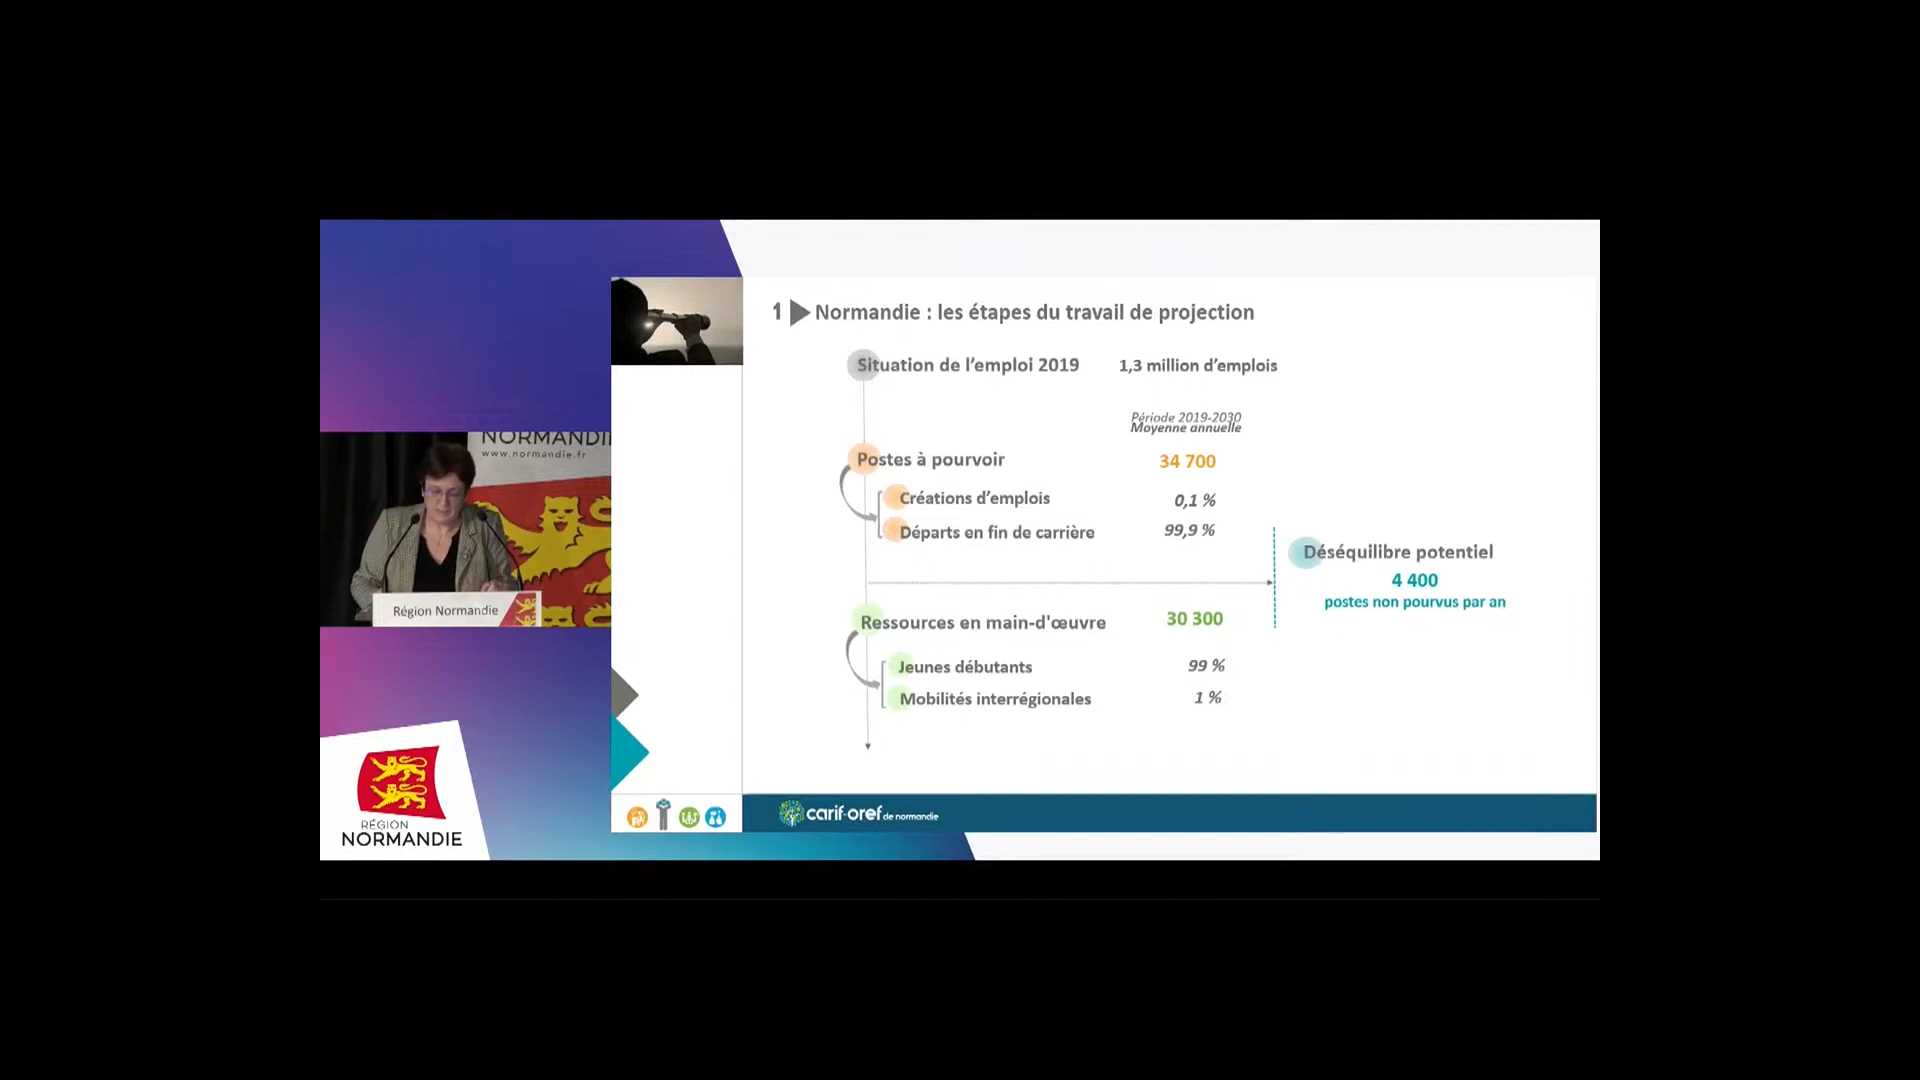 1 Normandie : les étapes du travail de projection
Situation de l’emploi 2019 1,3 million d’emplois
Période 2019-2030
Moyenne annuelle
Postes à pourvoir 34 700
Créations d’emplois 0,1 %
Départs en fin de carrière 99,9 %
Déséquilibre potentiel
4 400
postes non pourvus par an
Ressources en main-d'œuvre 30 300
Jeunes débutants 99 %
Mobilités interrégionales 1 %
carif-oref de normandie
NORMANDIE
www.normandie.fr
Région Normandie
RÉGION
NORMANDIE